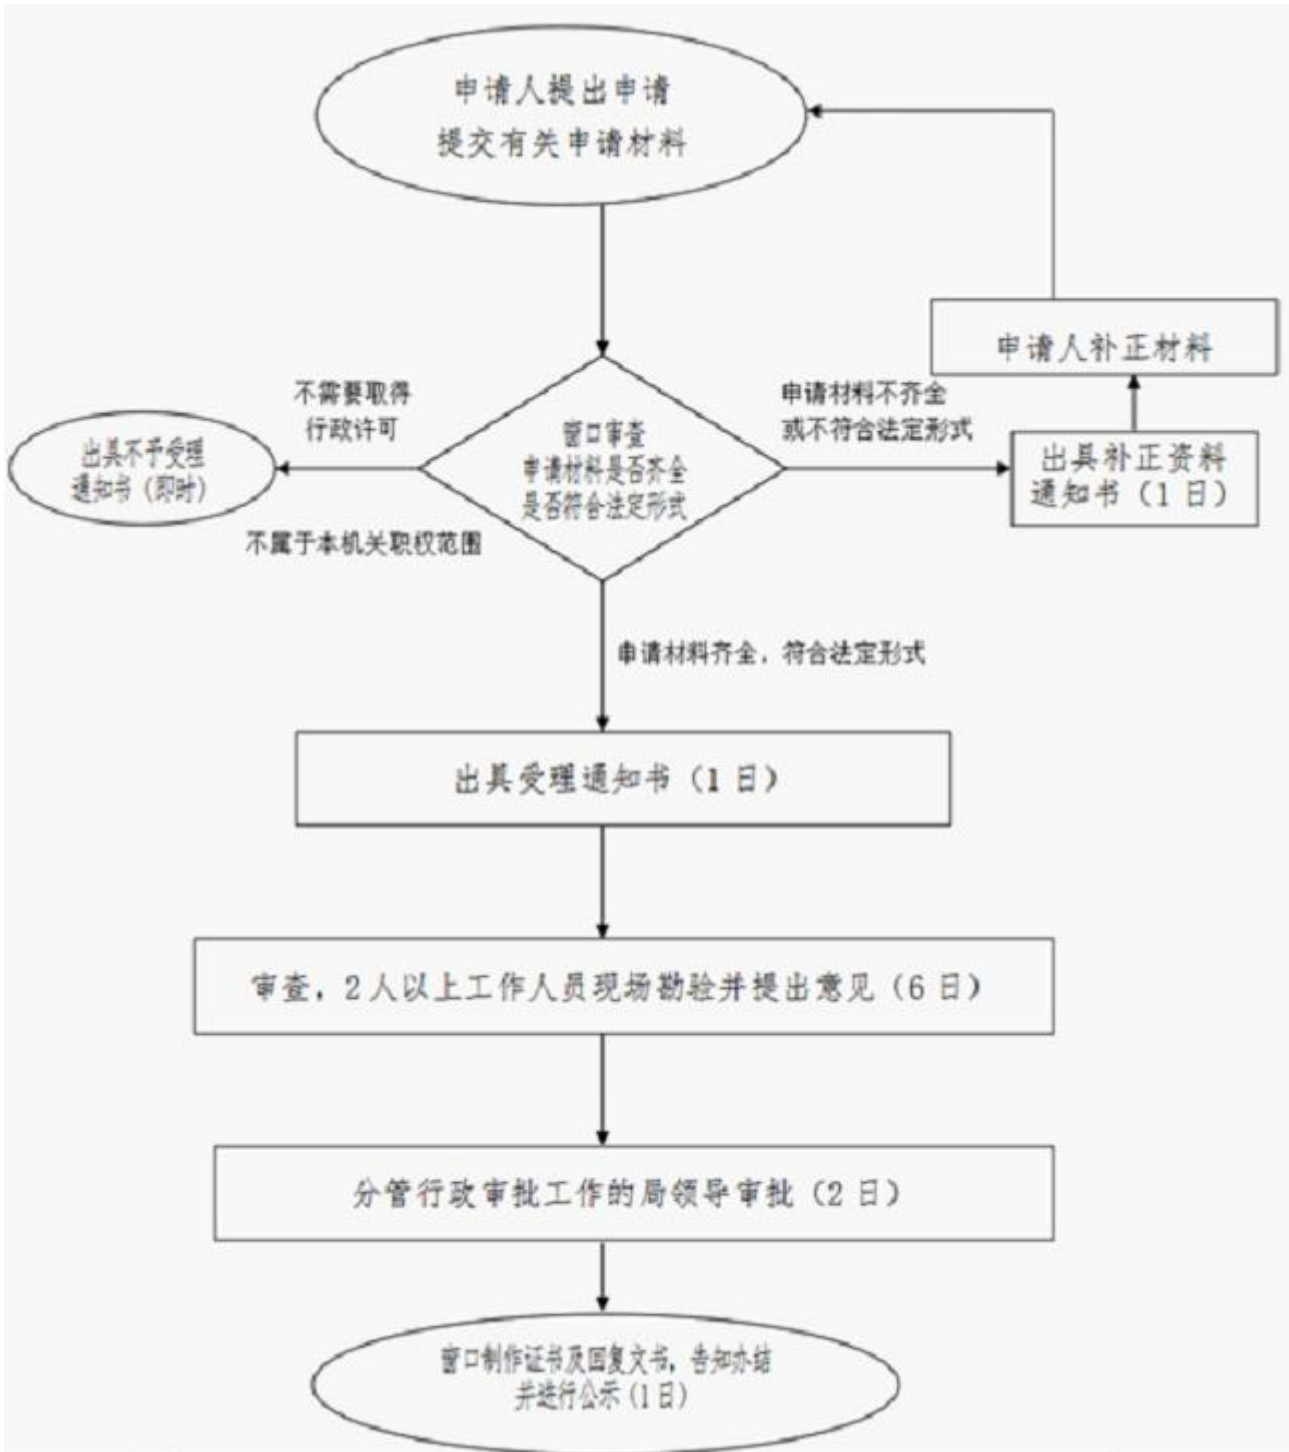 申请人提出申请
提交有关申请材料
申请人补正材料
不需要取得
行政许可
申请材料不齐全
或不符合法定形式
出具不予受理
通知书（即时）
窗口审查
申请材料是否齐全
是否符合法定形式
出具补正资料
通知书（1日）
不属于本机关职权范围
申请材料齐全，符合法定形式
出具受理通知书（1日）
审查，2人以上工作人员现场勘验并提出意见（6日）
分管行政审批工作的局领导审批（2日）
窗口制作证书及回复文书，告知办结
并进行公示(1日)